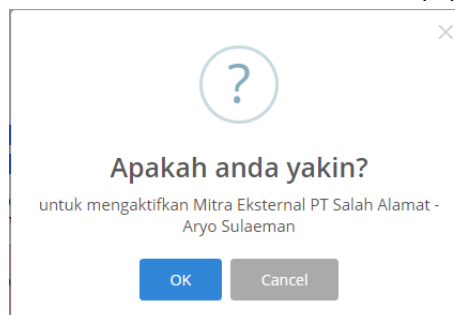 ?
Apakah anda yakin?
untuk mengaktifkan Mitra Eksternal PT Salah Alamat -
Aryo Sulaeman
OK Cancel